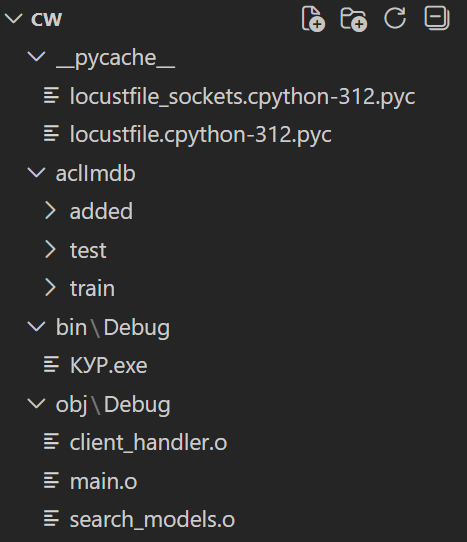 CW
__pycache__
locustfile_sockets.cpython-312.pyc
locustfile.cpython-312.pyc
aclImdb
added
test
train
bin\Debug
КУР.exe
obj\Debug
client_handler.o
main.o
search_models.o